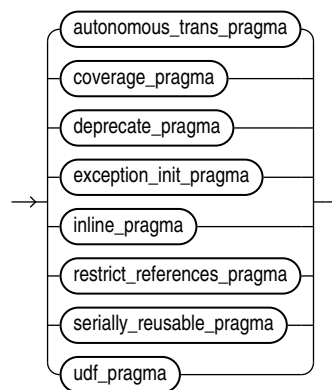 autonomous_trans_pragma
coverage_pragma
deprecate_pragma
exception_init_pragma
inline_pragma
restrict_references_pragma
serially_reusable_pragma
udf_pragma